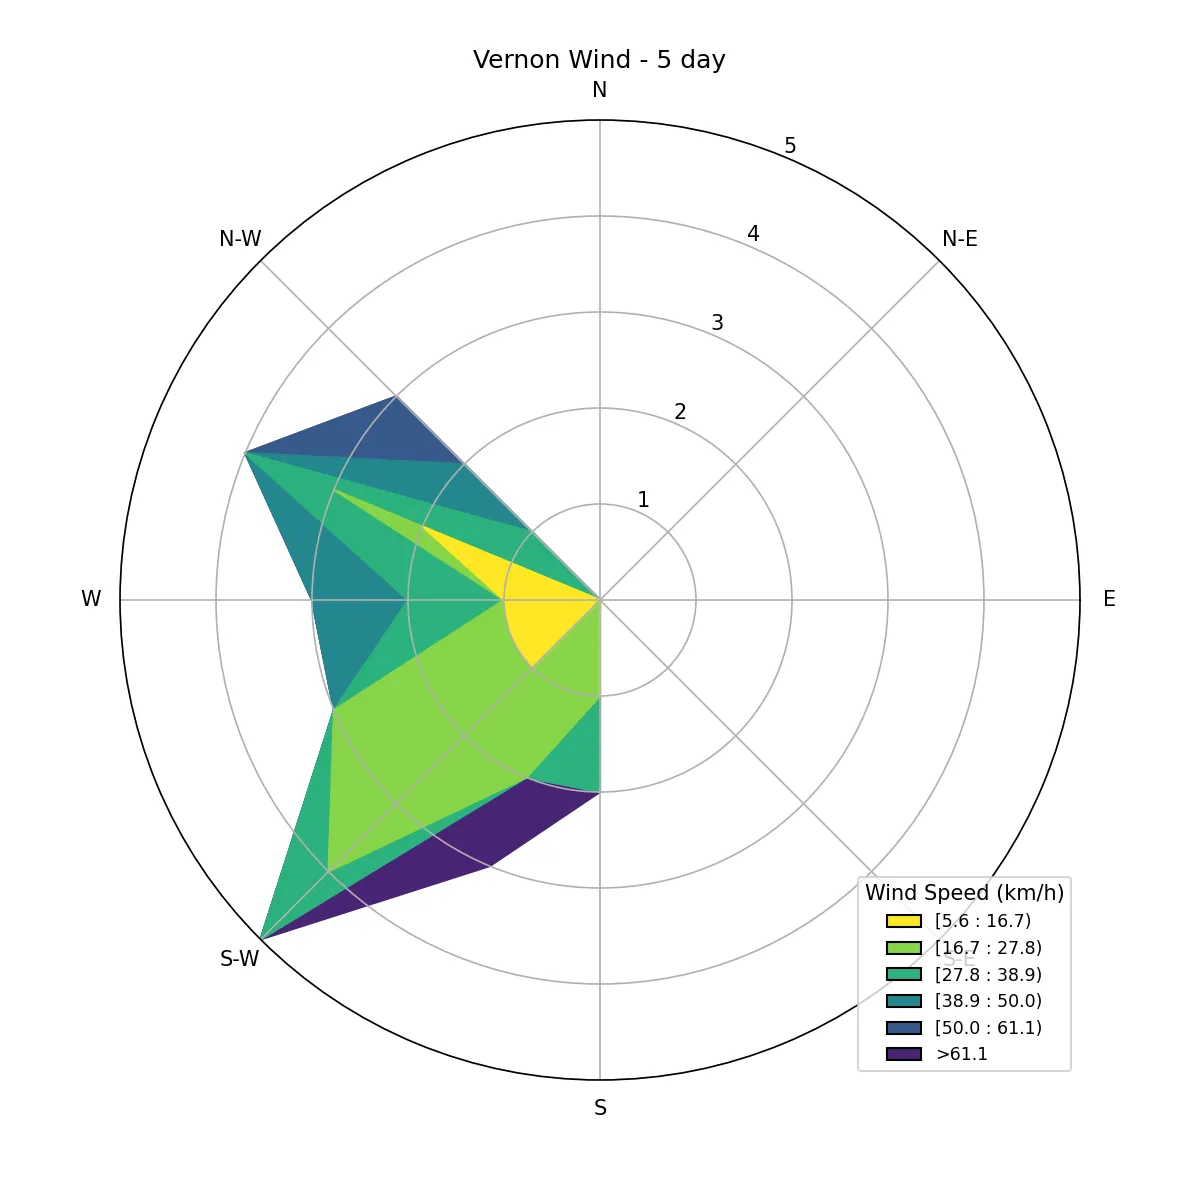 Vernon Wind - 5 day
N
5
N-W
N-E
4
3
2
1
W
E
S-W
S-E
S
Wind Speed (km/h)
[5.6 : 16.7)
[16.7 : 27.8)
[27.8 : 38.9)
[38.9 : 50.0)
[50.0 : 61.1)
>61.1